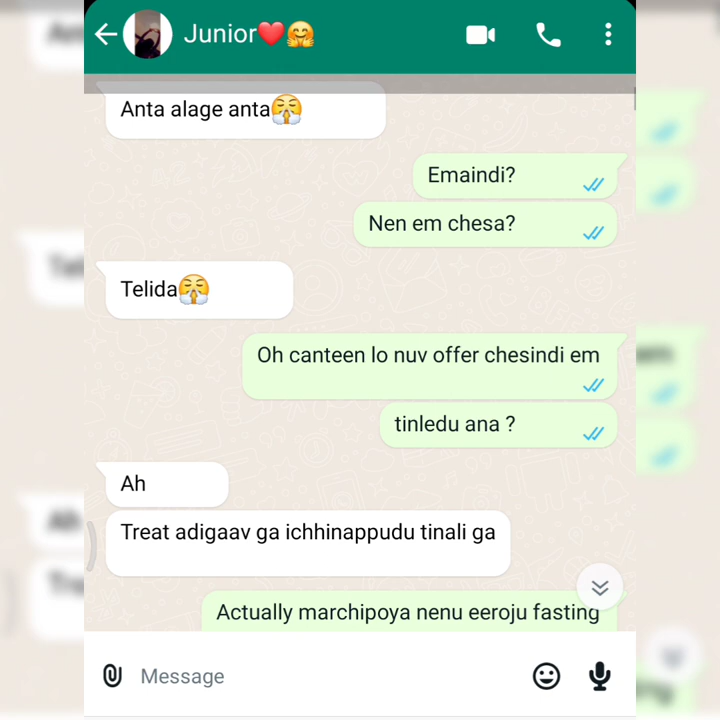 Junior❤️🤗
Anta alage anta😤
Emaindi?
Nen em chesa?
Telida😤
Oh canteen lo nuv offer chesindi em
tinledu ana ?
Ah
Treat adigaav ga ichhinappudu tinali ga
Actually marchipoya nenu eeroju fasting
Message